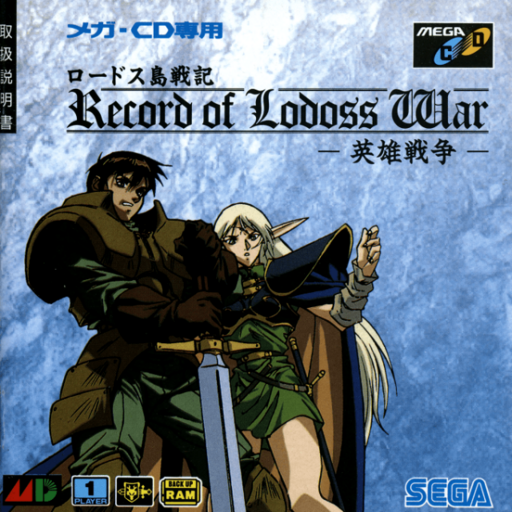 取扱説明書
メガ-CD専用
MEGA
CD
ロードス島戦記
Record of Lodoss War
— 英雄戦争 —
MD
1
PLAYER
BACK UP
RAM
SEGA